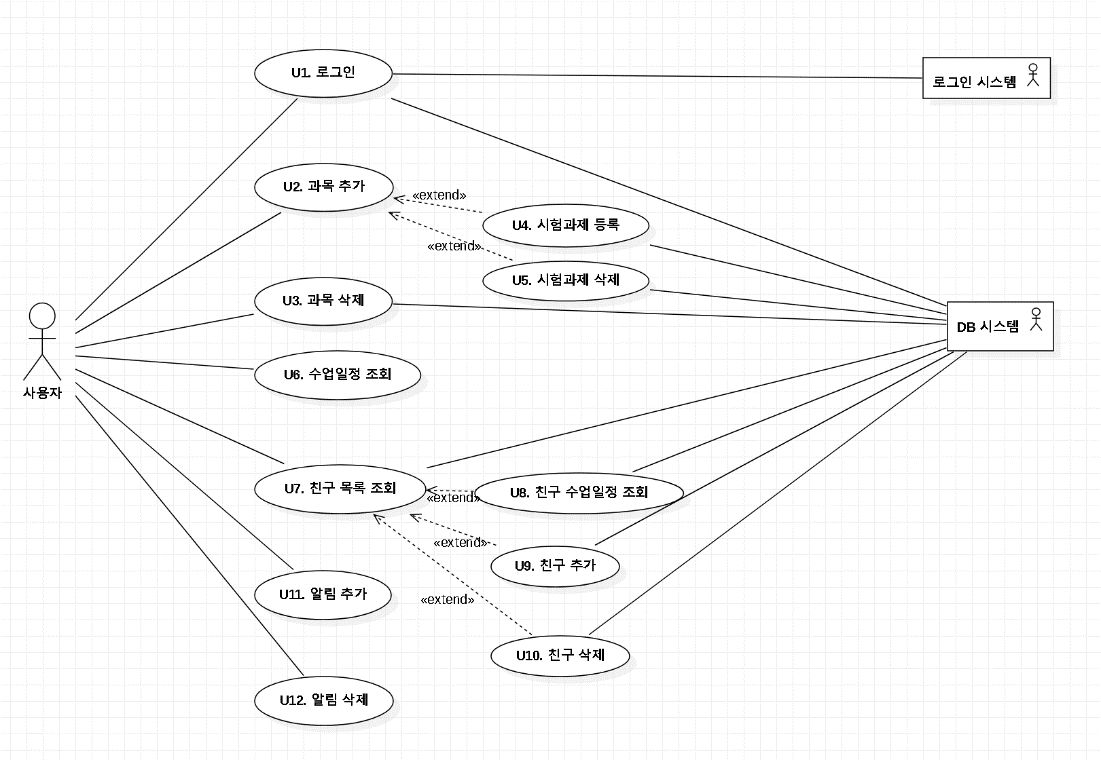 U1. 로그인
로그인 시스템
U2. 과목 추가
«extend»
U4. 시험과제 등록
«extend»
U5. 시험과제 삭제
U3. 과목 삭제
DB 시스템
사용자
U6. 수업일정 조회
U7. 친구 목록 조회
«extend»
U8. 친구 수업일정 조회
«extend»
U9. 친구 추가
U11. 알림 추가
«extend»
U10. 친구 삭제
U12. 알림 삭제